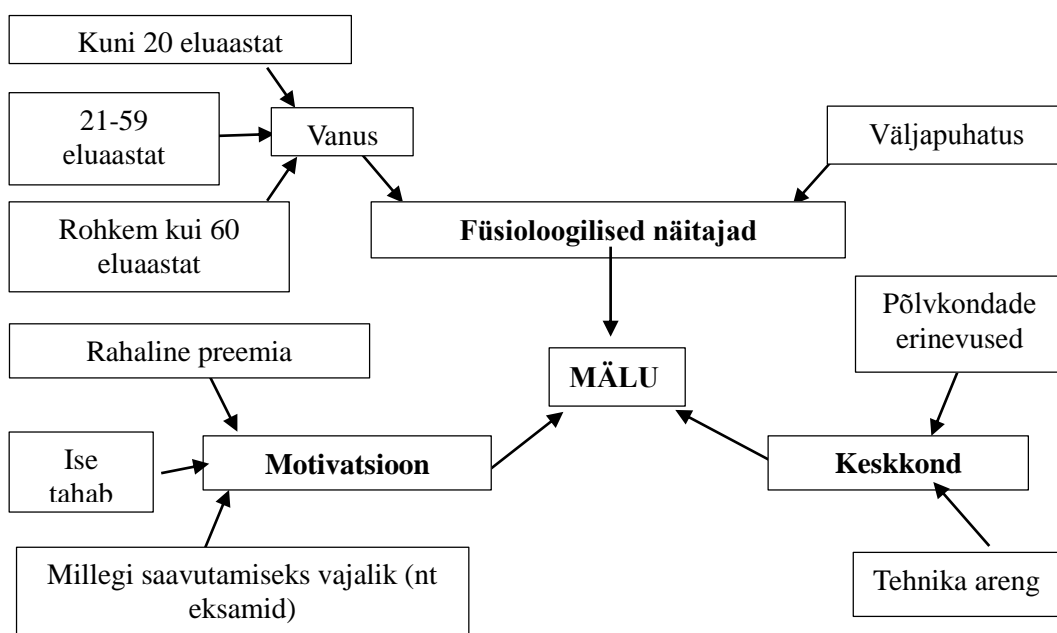 Kuni 20 eluaastat
21-59
eluaastat
Vanus
Väljapuhatus
Rohkem kui 60
eluaastat
Füsioloogilised näitajad
Põlvkondade
erinevused
Rahaline preemia
MÄLU
Ise
tahab
Motivatsioon
Keskkond
Millegi saavutamiseks vajalik (nt
eksamid)
Tehnika areng